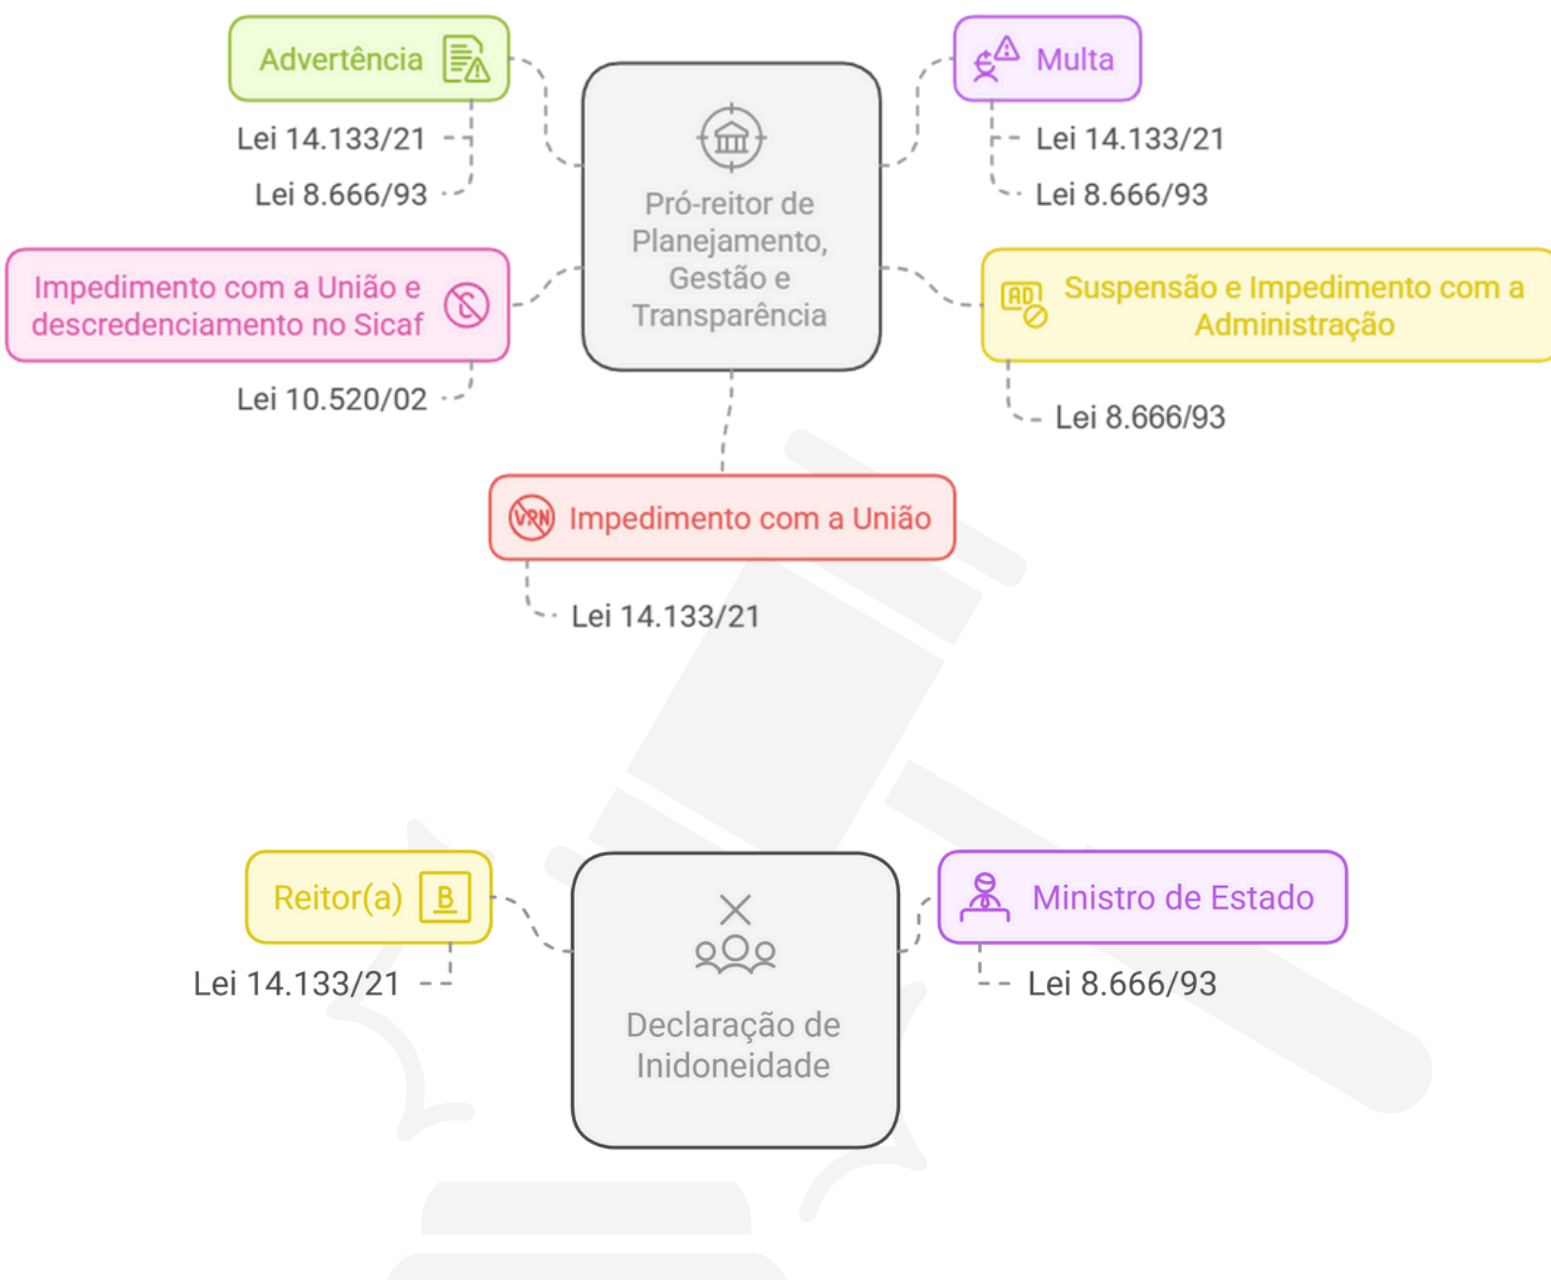 Advertência
Lei 14.133/21
Lei 8.666/93
Multa
Lei 14.133/21
Lei 8.666/93
Pró-reitor de
Planejamento,
Gestão e
Transparência
Impedimento com a União e
descredenciamento no Sicaf
C
Lei 10.520/02
AD
Suspensão e Impedimento com a
Administração
Lei 8.666/93
VPN
Impedimento com a União
Lei 14.133/21
Reitor(a)
B
Lei 14.133/21
Ministro de Estado
Lei 8.666/93
Declaração de
Inidoneidade